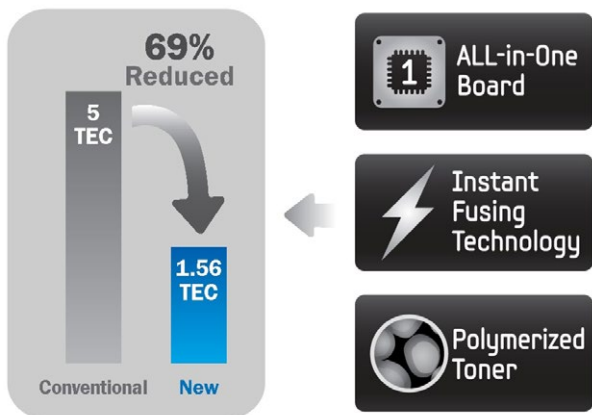 69%
Reduced
5
TEC
1.56
TEC
Conventional
New
1
ALL-in-One
Board
Instant
Fusing
Technology
Polymerized
Toner